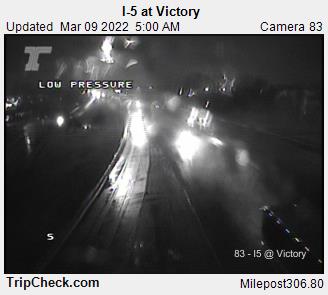 I-5 at Victory
Updated Mar 09 2022 5:00 AM Camera 83
T
LOW PRESSURE
S
83 - I5 @ Victory
TripCheck.com Milepost306.80